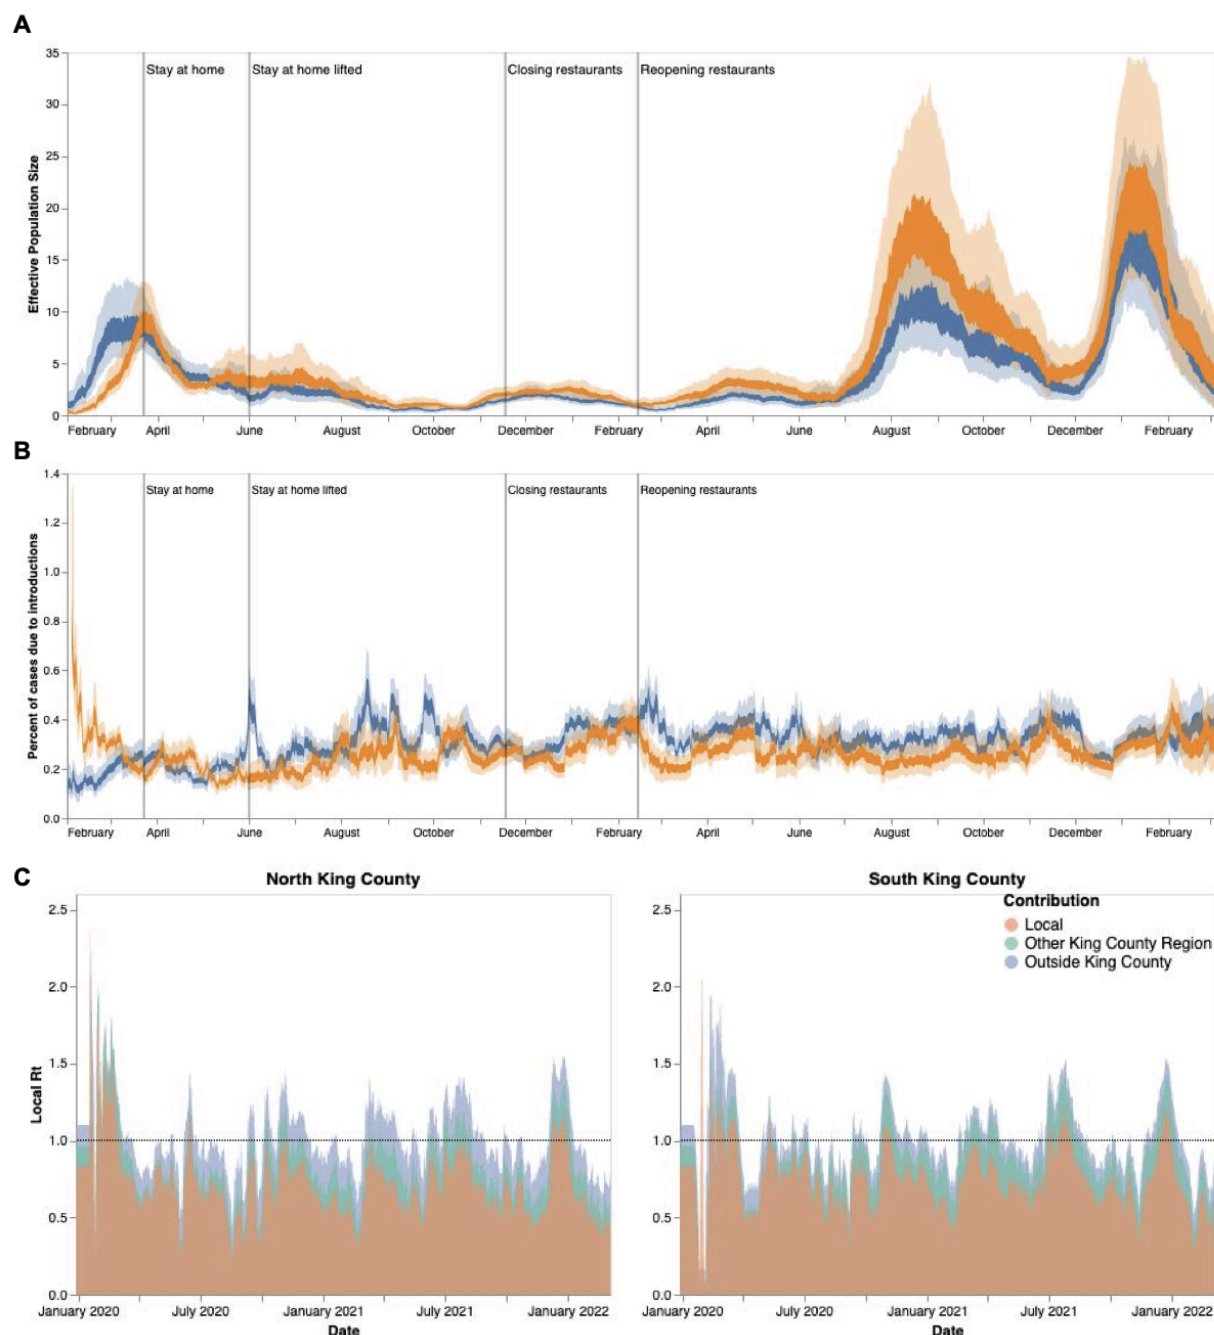 A
35
30
25
20
15
10
5
0
Effective Population Size
Stay at home
Stay at home lifted
Closing restaurants
Reopening restaurants
February April June August October December February April June August October December February
B
1.4
1.2
1.0
0.8
0.6
0.4
0.2
0.0
Percent of cases due to introductions
Stay at home
Stay at home lifted
Closing restaurants
Reopening restaurants
February April June August October December February April June August October December February
C
North King County
2.5
2.0
1.5
1.0
0.5
0.0
Local Rt
January 2020 July 2020 January 2021 July 2021 January 2022
Date
South King County
Contribution
Local
Other King County Region
Outside King County
2.5
2.0
1.5
1.0
0.5
0.0
January 2020 July 2020 January 2021 July 2021 January 2022
Date